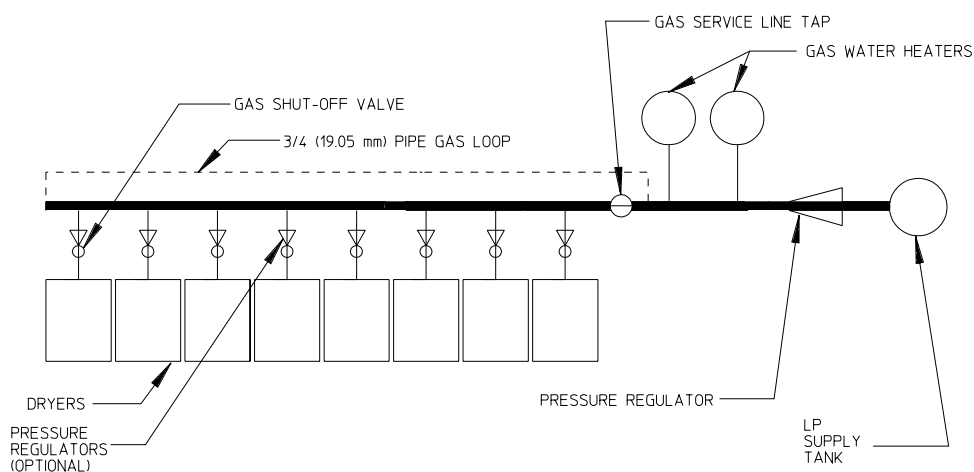 GAS SERVICE LINE TAP
GAS WATER HEATERS
GAS SHUT-OFF VALVE
3/4 (19.05 mm) PIPE GAS LOOP
DRYERS
PRESSURE
REGULATORS
(OPTIONAL)
PRESSURE REGULATOR
LP
SUPPLY
TANK